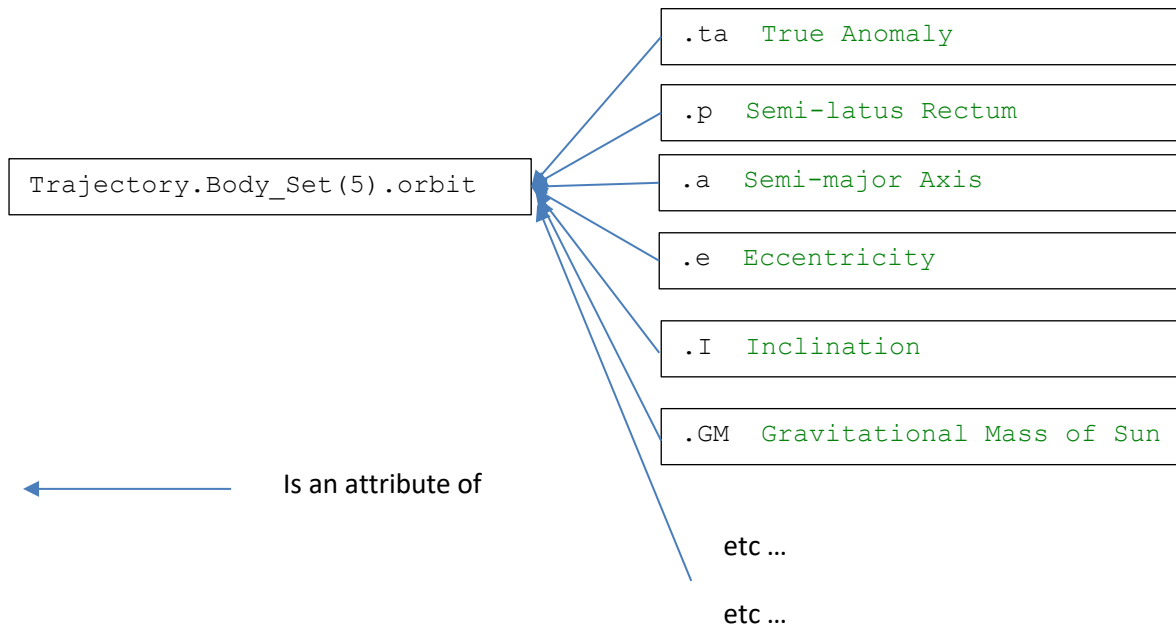 .ta True Anomaly
.p Semi-latus Rectum
Trajectory.Body_Set(5).orbit
.a Semi-major Axis
.e Eccentricity
.I Inclination
.GM Gravitational Mass of Sun
Is an attribute of
etc …
etc …